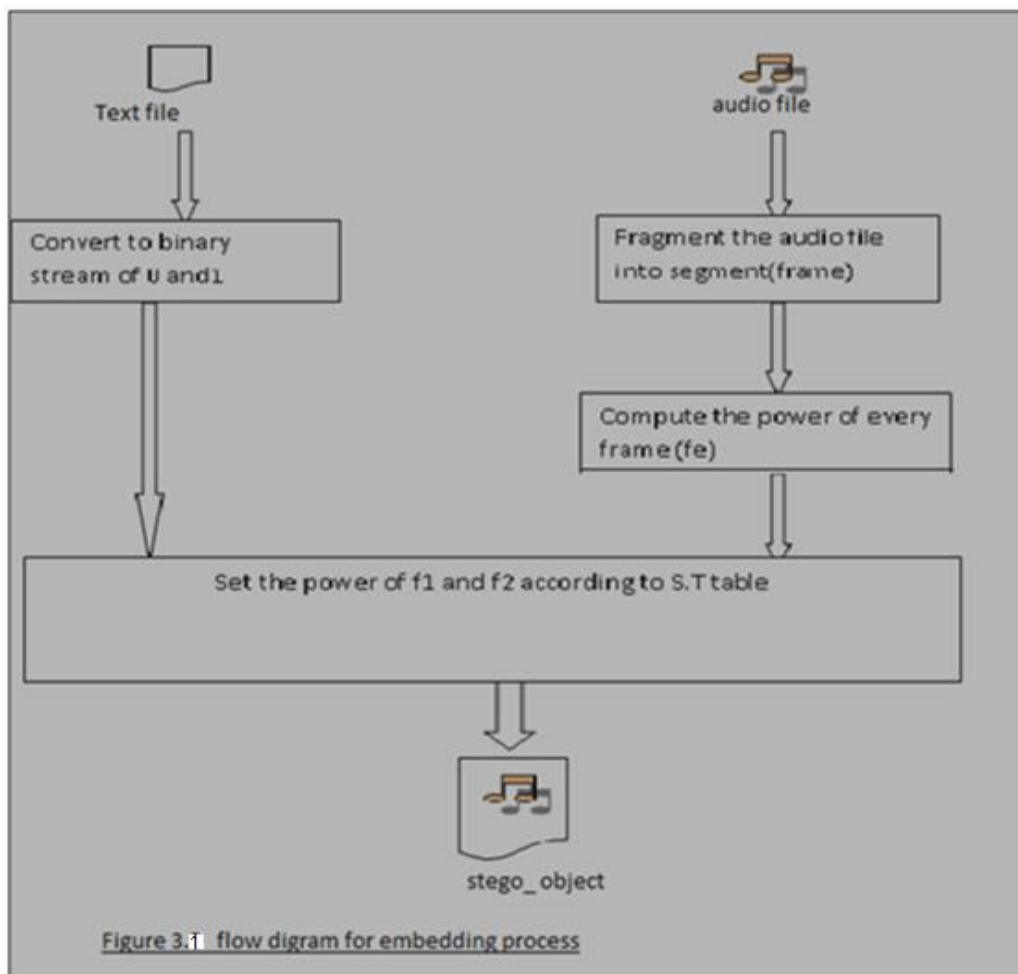 Text file
audio file
Convert to binary
stream of 0 and1
Fragment the audio file
into segment(frame)
Compute the power of every
frame(fe)
Set the power of f1 and f2 according to S.T table
stego_ object
Figure 3.1 flow digram for embedding process